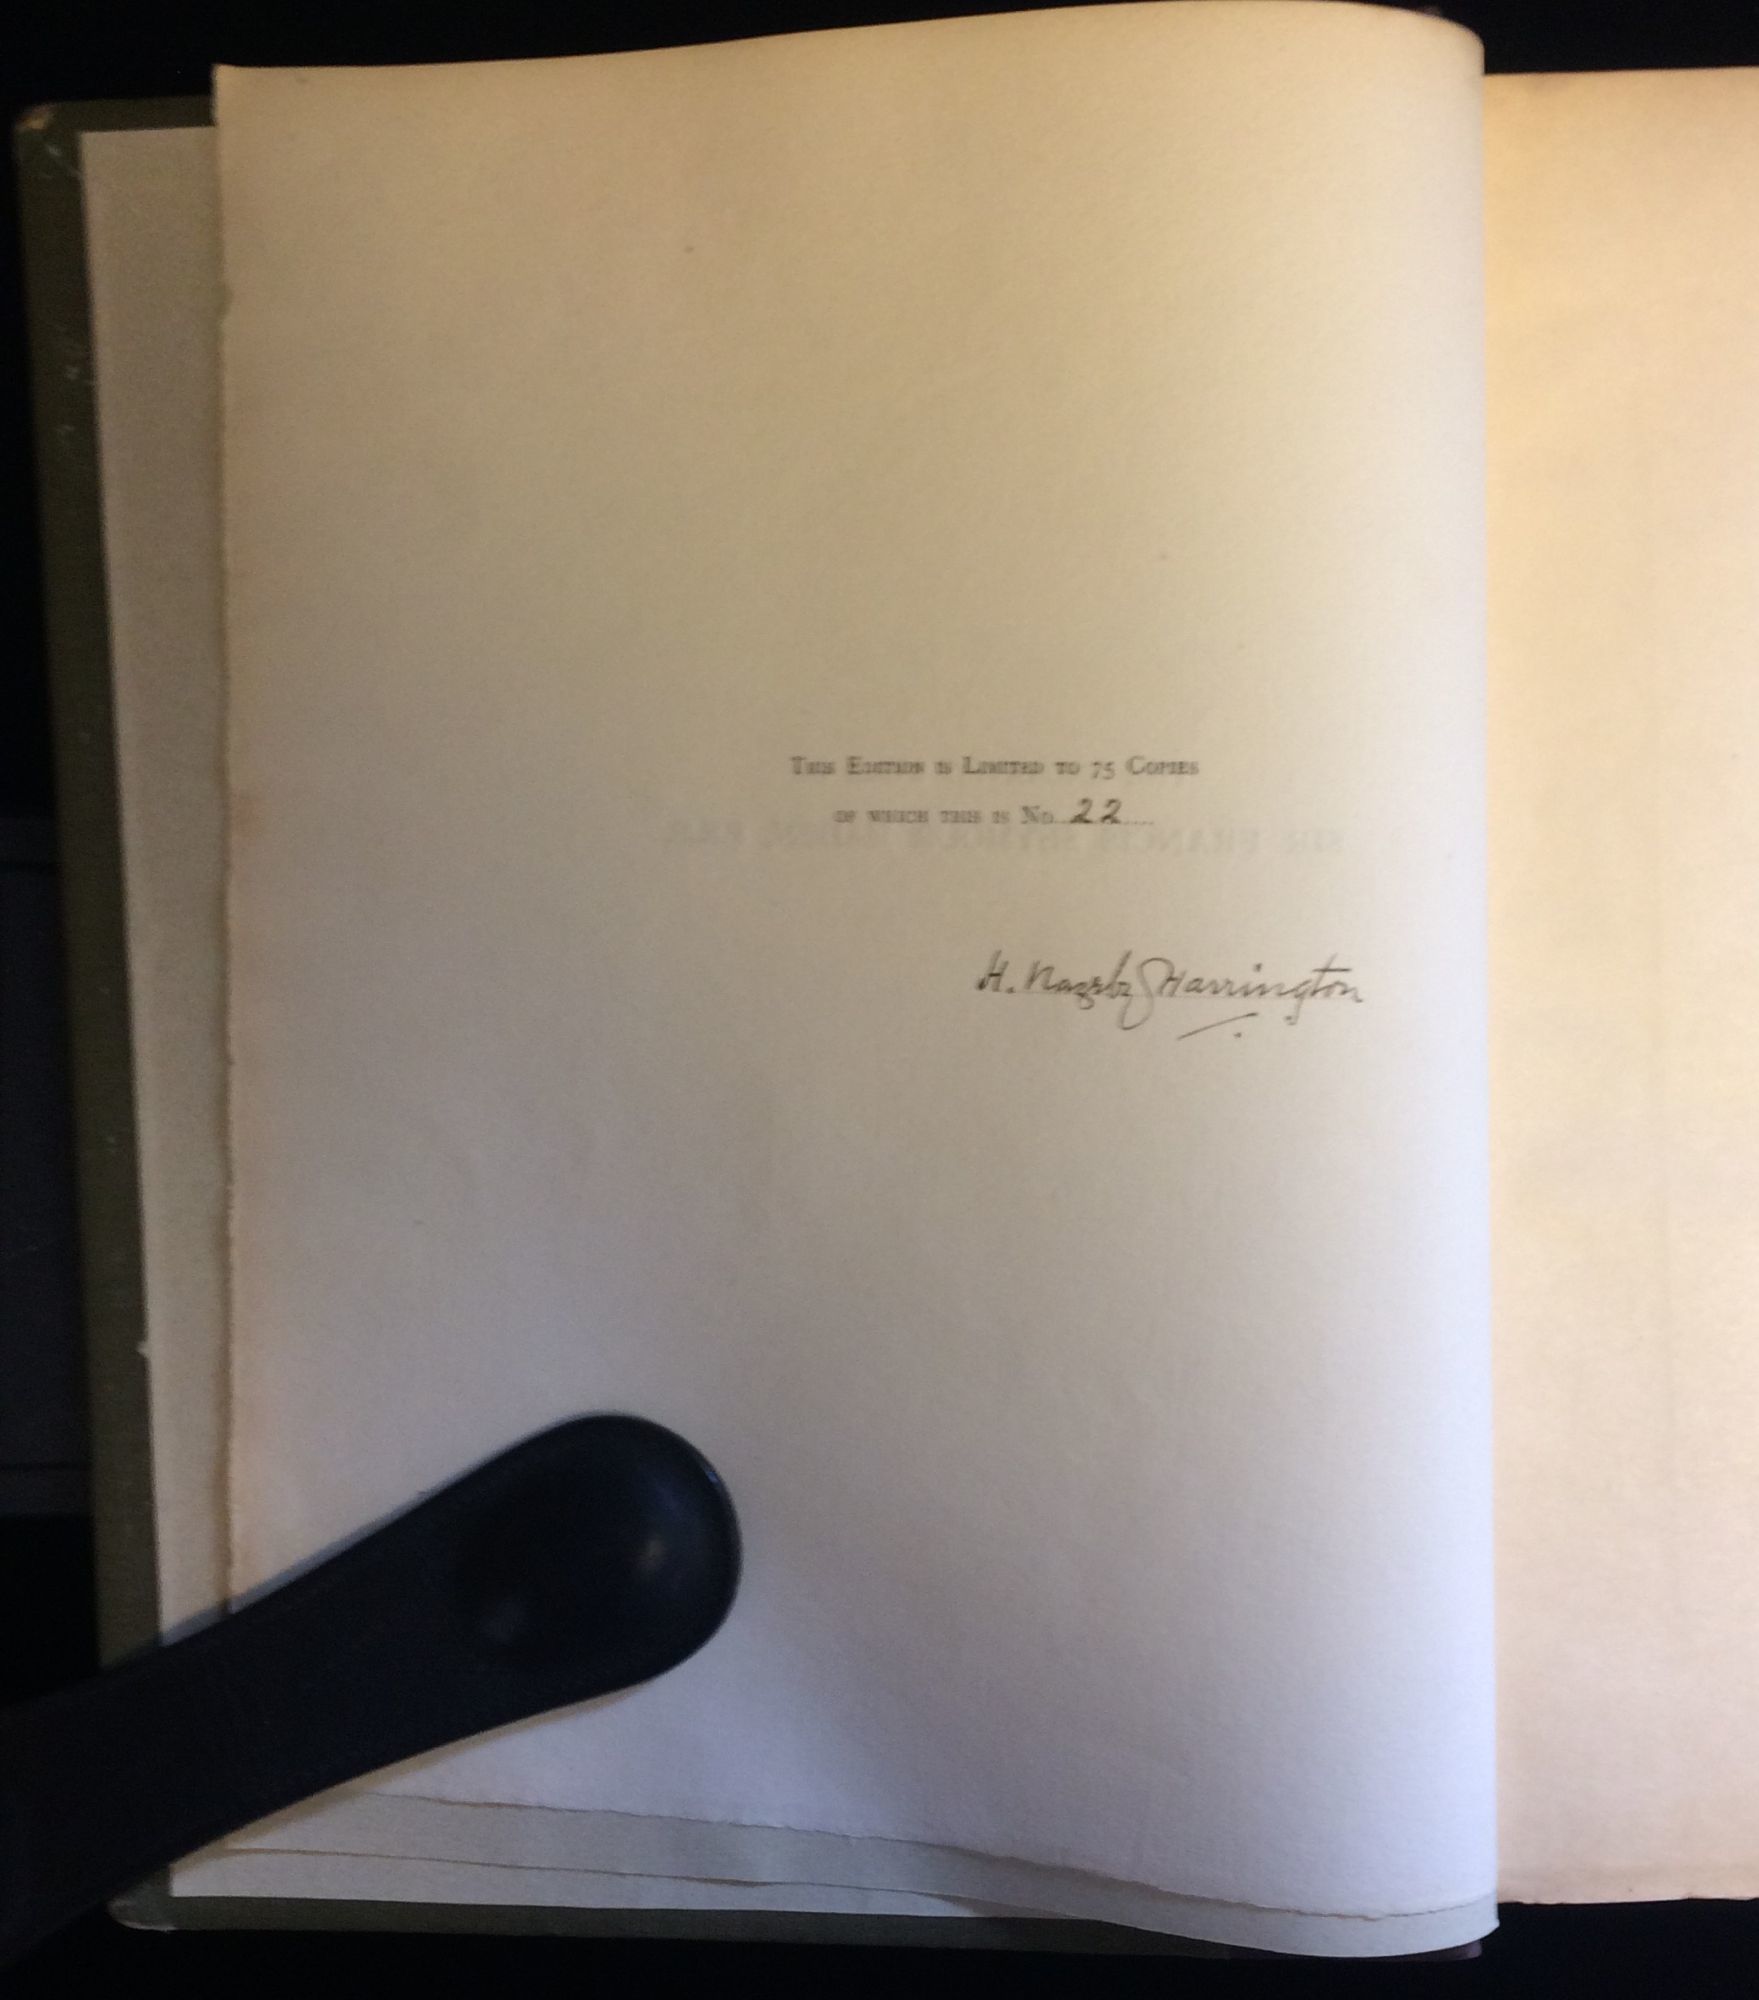 This Edition is Limited to 75 Copies
of which this is No. 22
H. Nazeby Harrington